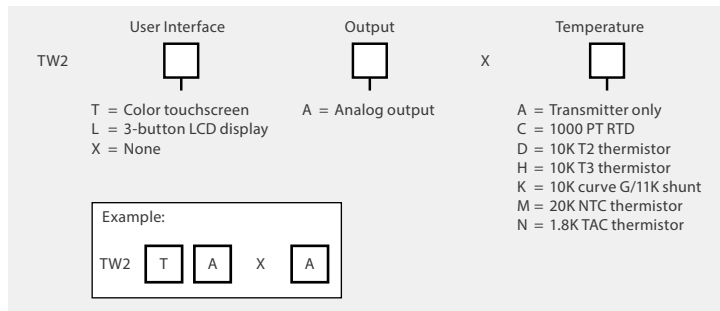 User Interface Output Temperature
TW2 X
T = Color touchscreen
L = 3-button LCD display
X = None
A = Analog output
A = Transmitter only
C = 1000 PT RTD
D = 10K T2 thermistor
H = 10K T3 thermistor
K = 10K curve G/11K shunt
M = 20K NTC thermistor
N = 1.8K TAC thermistor
Example:
TW2 T A X A